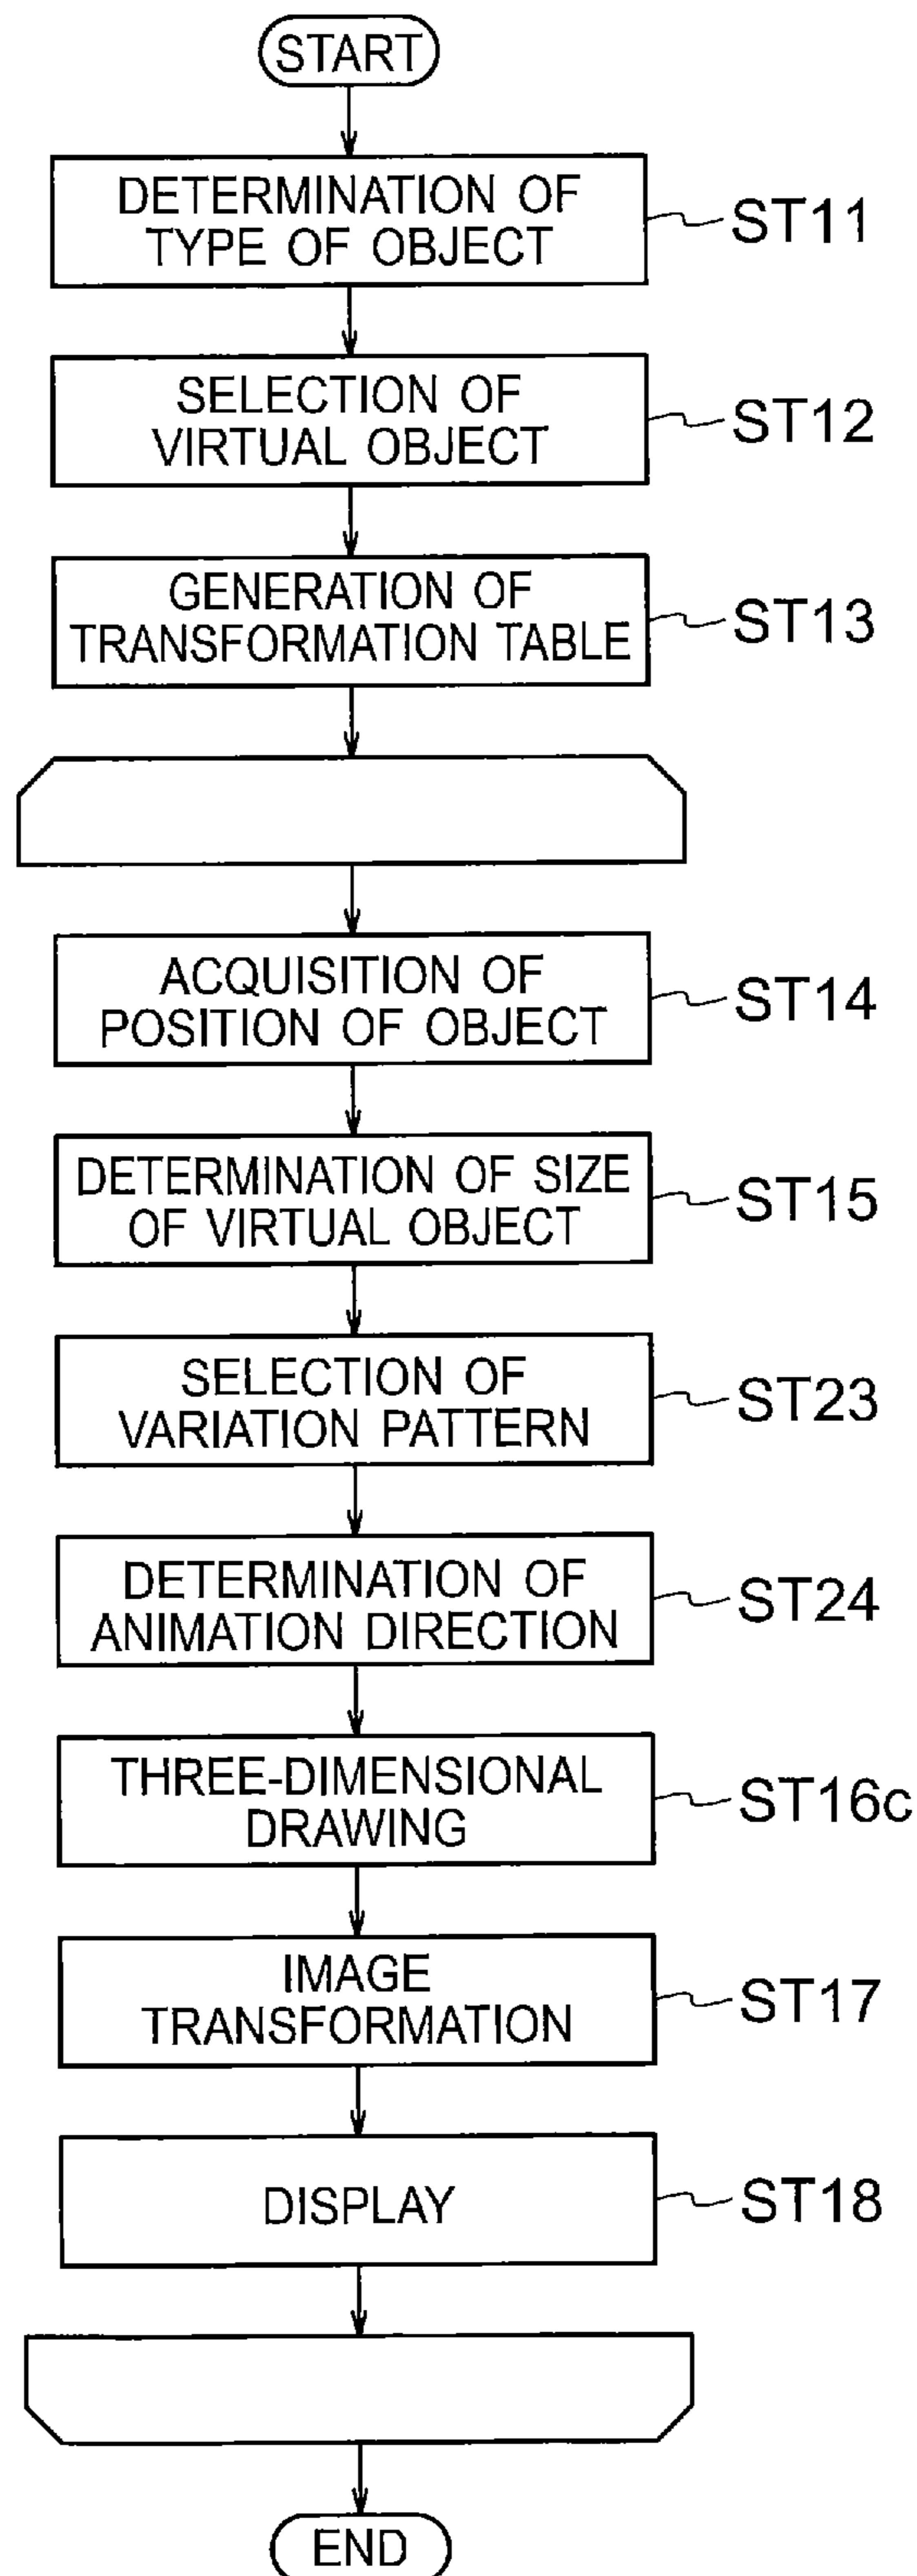 START
DETERMINATION OF
TYPE OF OBJECT
ST11
SELECTION OF
VIRTUAL OBJECT
ST12
GENERATION OF
TRANSFORMATION TABLE
ST13
ACQUISITION OF
POSITION OF OBJECT
ST14
DETERMINATION OF SIZE
OF VIRTUAL OBJECT
ST15
SELECTION OF
VARIATION PATTERN
ST23
DETERMINATION OF
ANIMATION DIRECTION
ST24
THREE-DIMENSIONAL
DRAWING
ST16c
IMAGE
TRANSFORMATION
ST17
DISPLAY
ST18
END